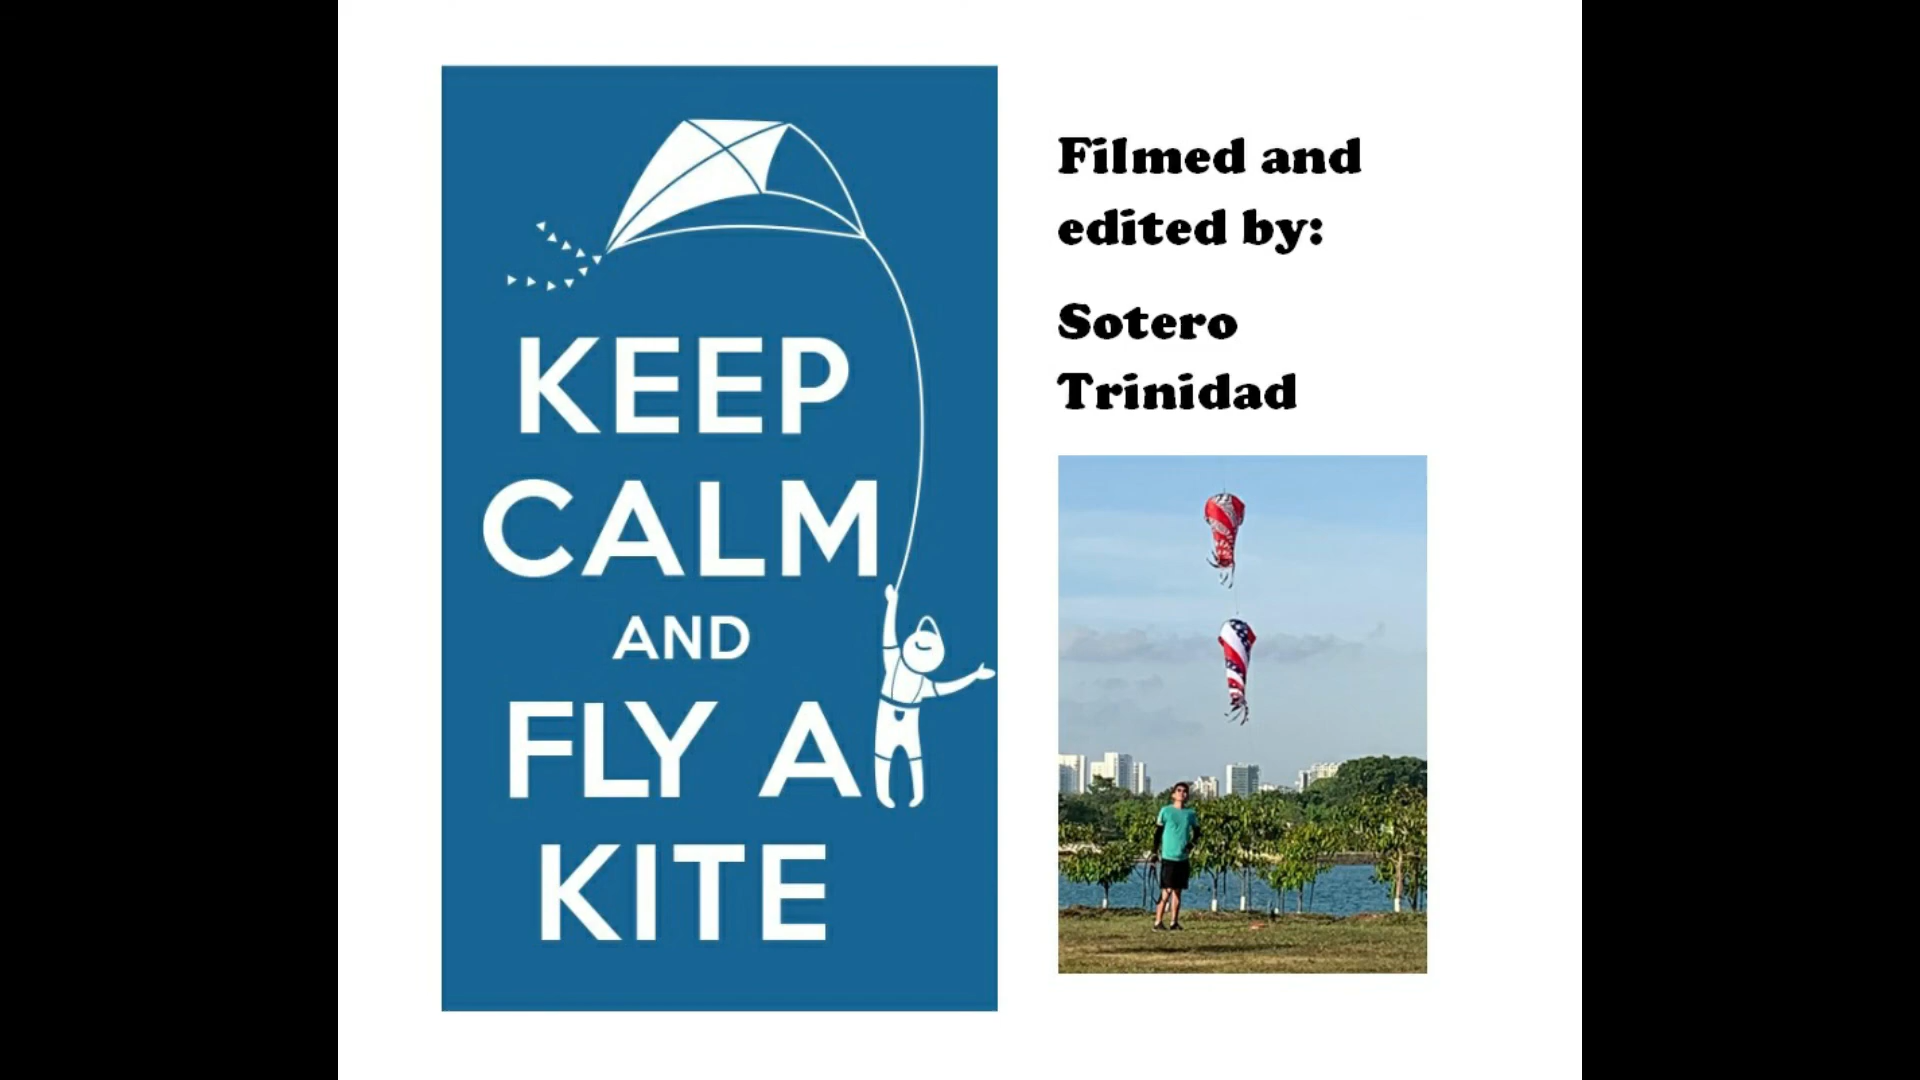 KEEP
CALM
AND
FLY A
KITE
Filmed and
edited by:
Sotero
Trinidad